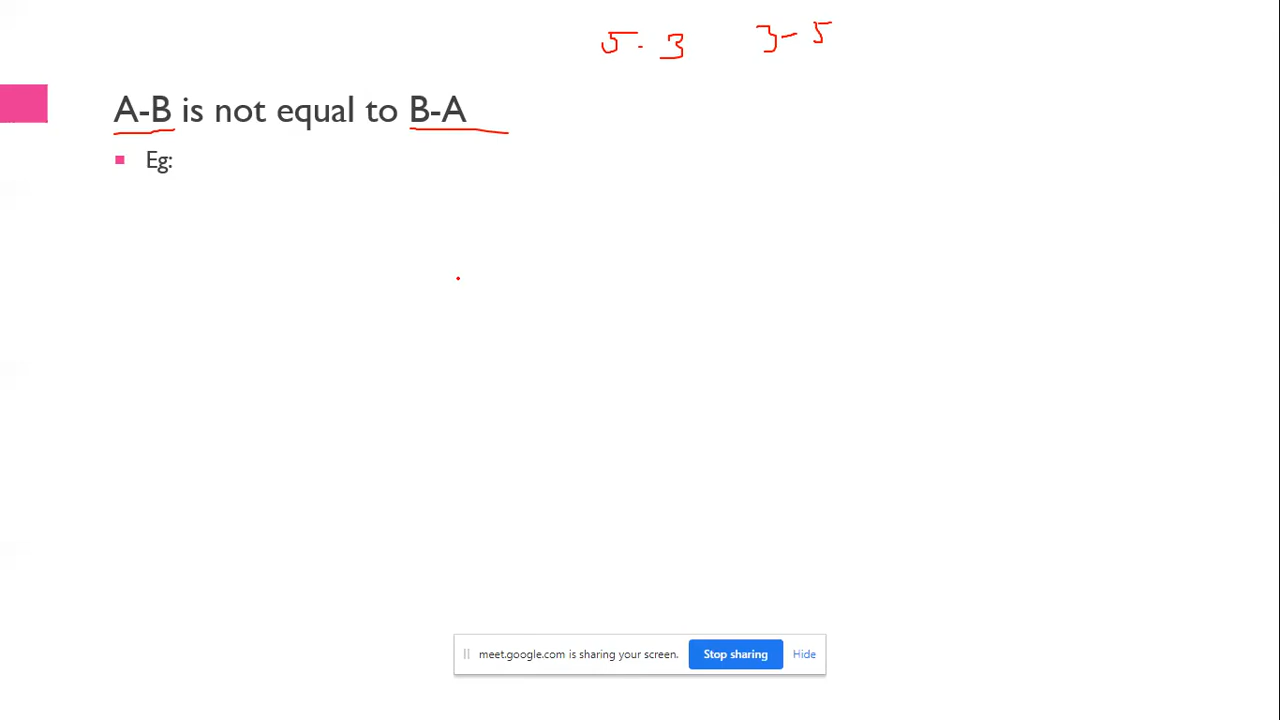 5 - 3 3 - 5
A-B is not equal to B-A
Eg:
meet.google.com is sharing your screen. Stop sharing Hide